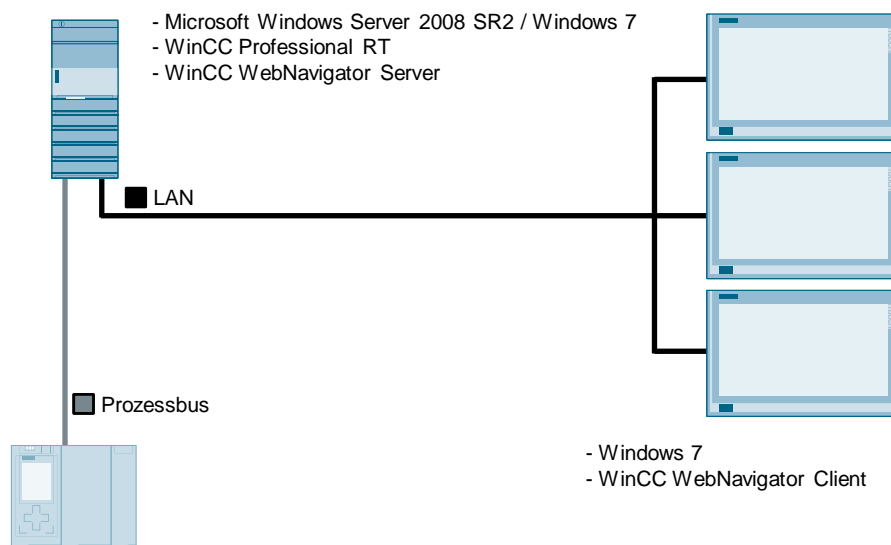 - Microsoft Windows Server 2008 SR2 / Windows 7
- WinCC Professional RT
- WinCC WebNavigator Server
LAN
Prozessbus
- Windows 7
- WinCC WebNavigator Client